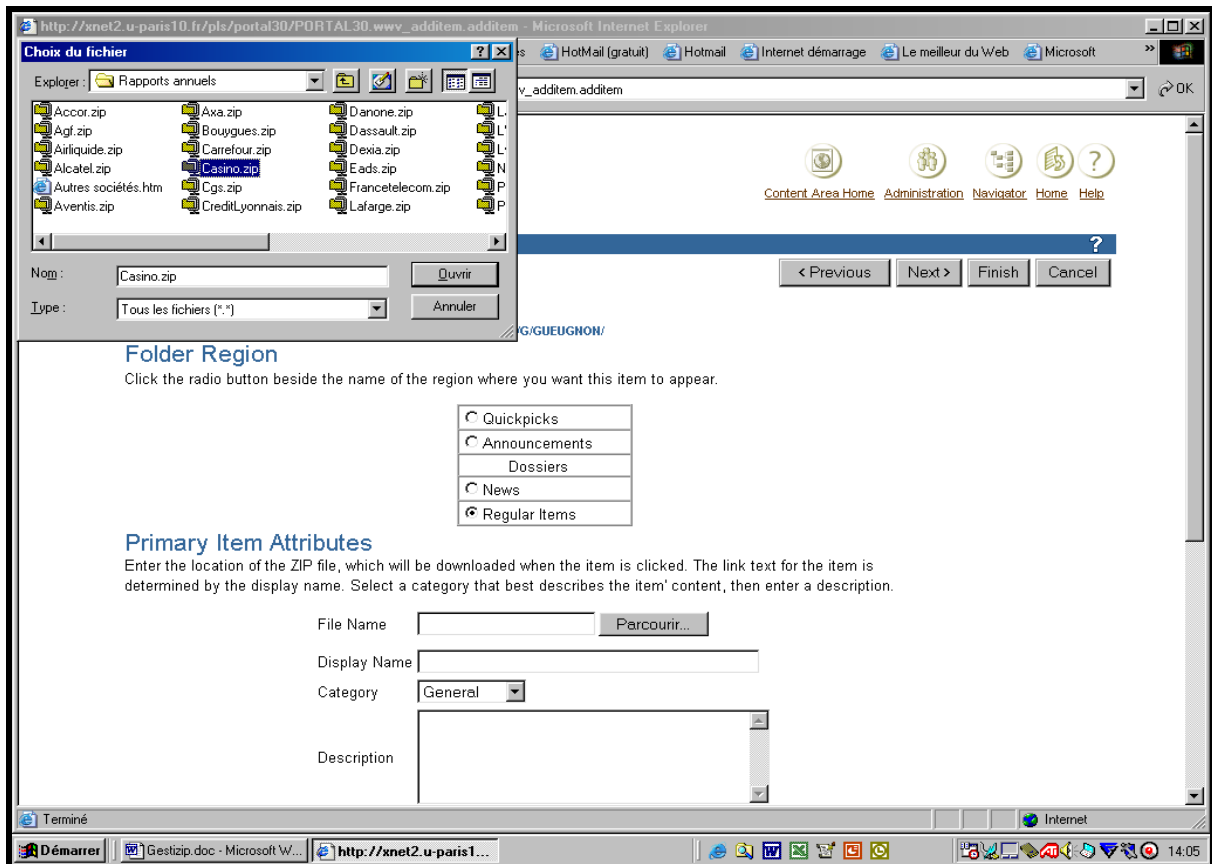 http://xnet2.u-paris10.fr/pls/portal30/PORTAL30.wwv_additem.additem - Microsoft Internet Explorer
Choix du fichier
HotMail (gratuit) Hotmail Internet démarrage Le meilleur du Web Microsoft »
Explorer : Rapports annuels
v_additem.additem OK
Accor.zip Axa.zip Danone.zip
Agf.zip Bouygues.zip Dassault.zip
Airliquide.zip Carrefour.zip Dexia.zip
Alcatel.zip Casino.zip Eads.zip
Autres sociétés.htm Cgs.zip Francetelecom.zip
Aventis.zip CreditLyonnais.zip Lafarge.zip
Content Area Home Administration Navigator Home Help
?
Nom : Casino.zip Ouvrir
< Previous Next > Finish Cancel
Type : Tous les fichiers (*.*) Annuler
/G/GUEUGNON/
Folder Region
Click the radio button beside the name of the region where you want this item to appear.
Quickpicks
Announcements
Dossiers
News
Regular Items
Primary Item Attributes
Enter the location of the ZIP file, which will be downloaded when the item is clicked. The link text for the item is
determined by the display name. Select a category that best describes the item' content, then enter a description.
File Name Parcourir...
Display Name
Category General
Description
Terminé Internet
Démarrer Gestizip.doc - Microsoft W... http://xnet2.u-paris1... 14:05